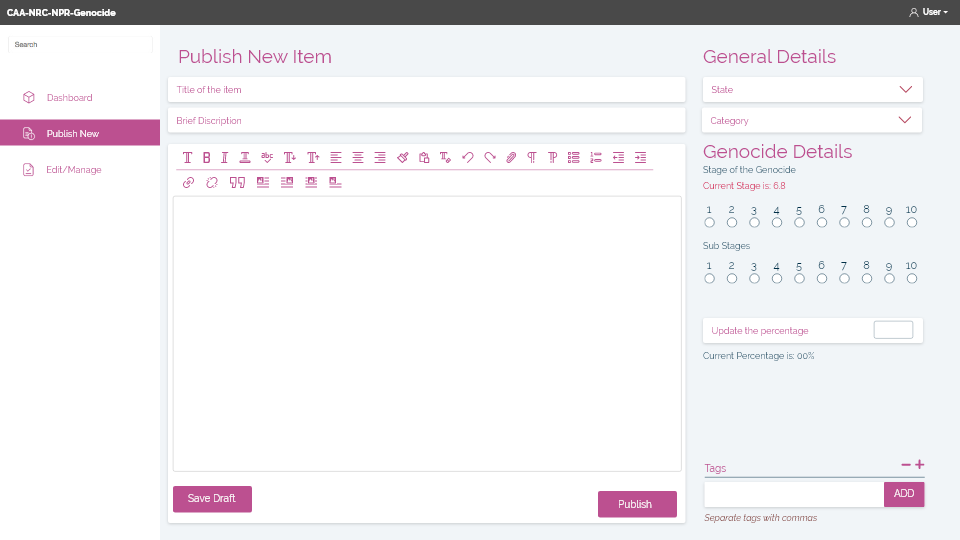 CAA-NRC-NPR-Genocide
User
Search
Dashboard
Publish New
Edit/Manage
Publish New Item
Title of the item
Brief Discription
T B I T abc T T
Save Draft
Publish
General Details
State
Category
Genocide Details
Stage of the Genocide
Current Stage is: 6.8
1 2 3 4 5 6 7 8 9 10
Sub Stages
1 2 3 4 5 6 7 8 9 10
Update the percentage
Current Percentage is: 00%
Tags
ADD
Separate tags with commas